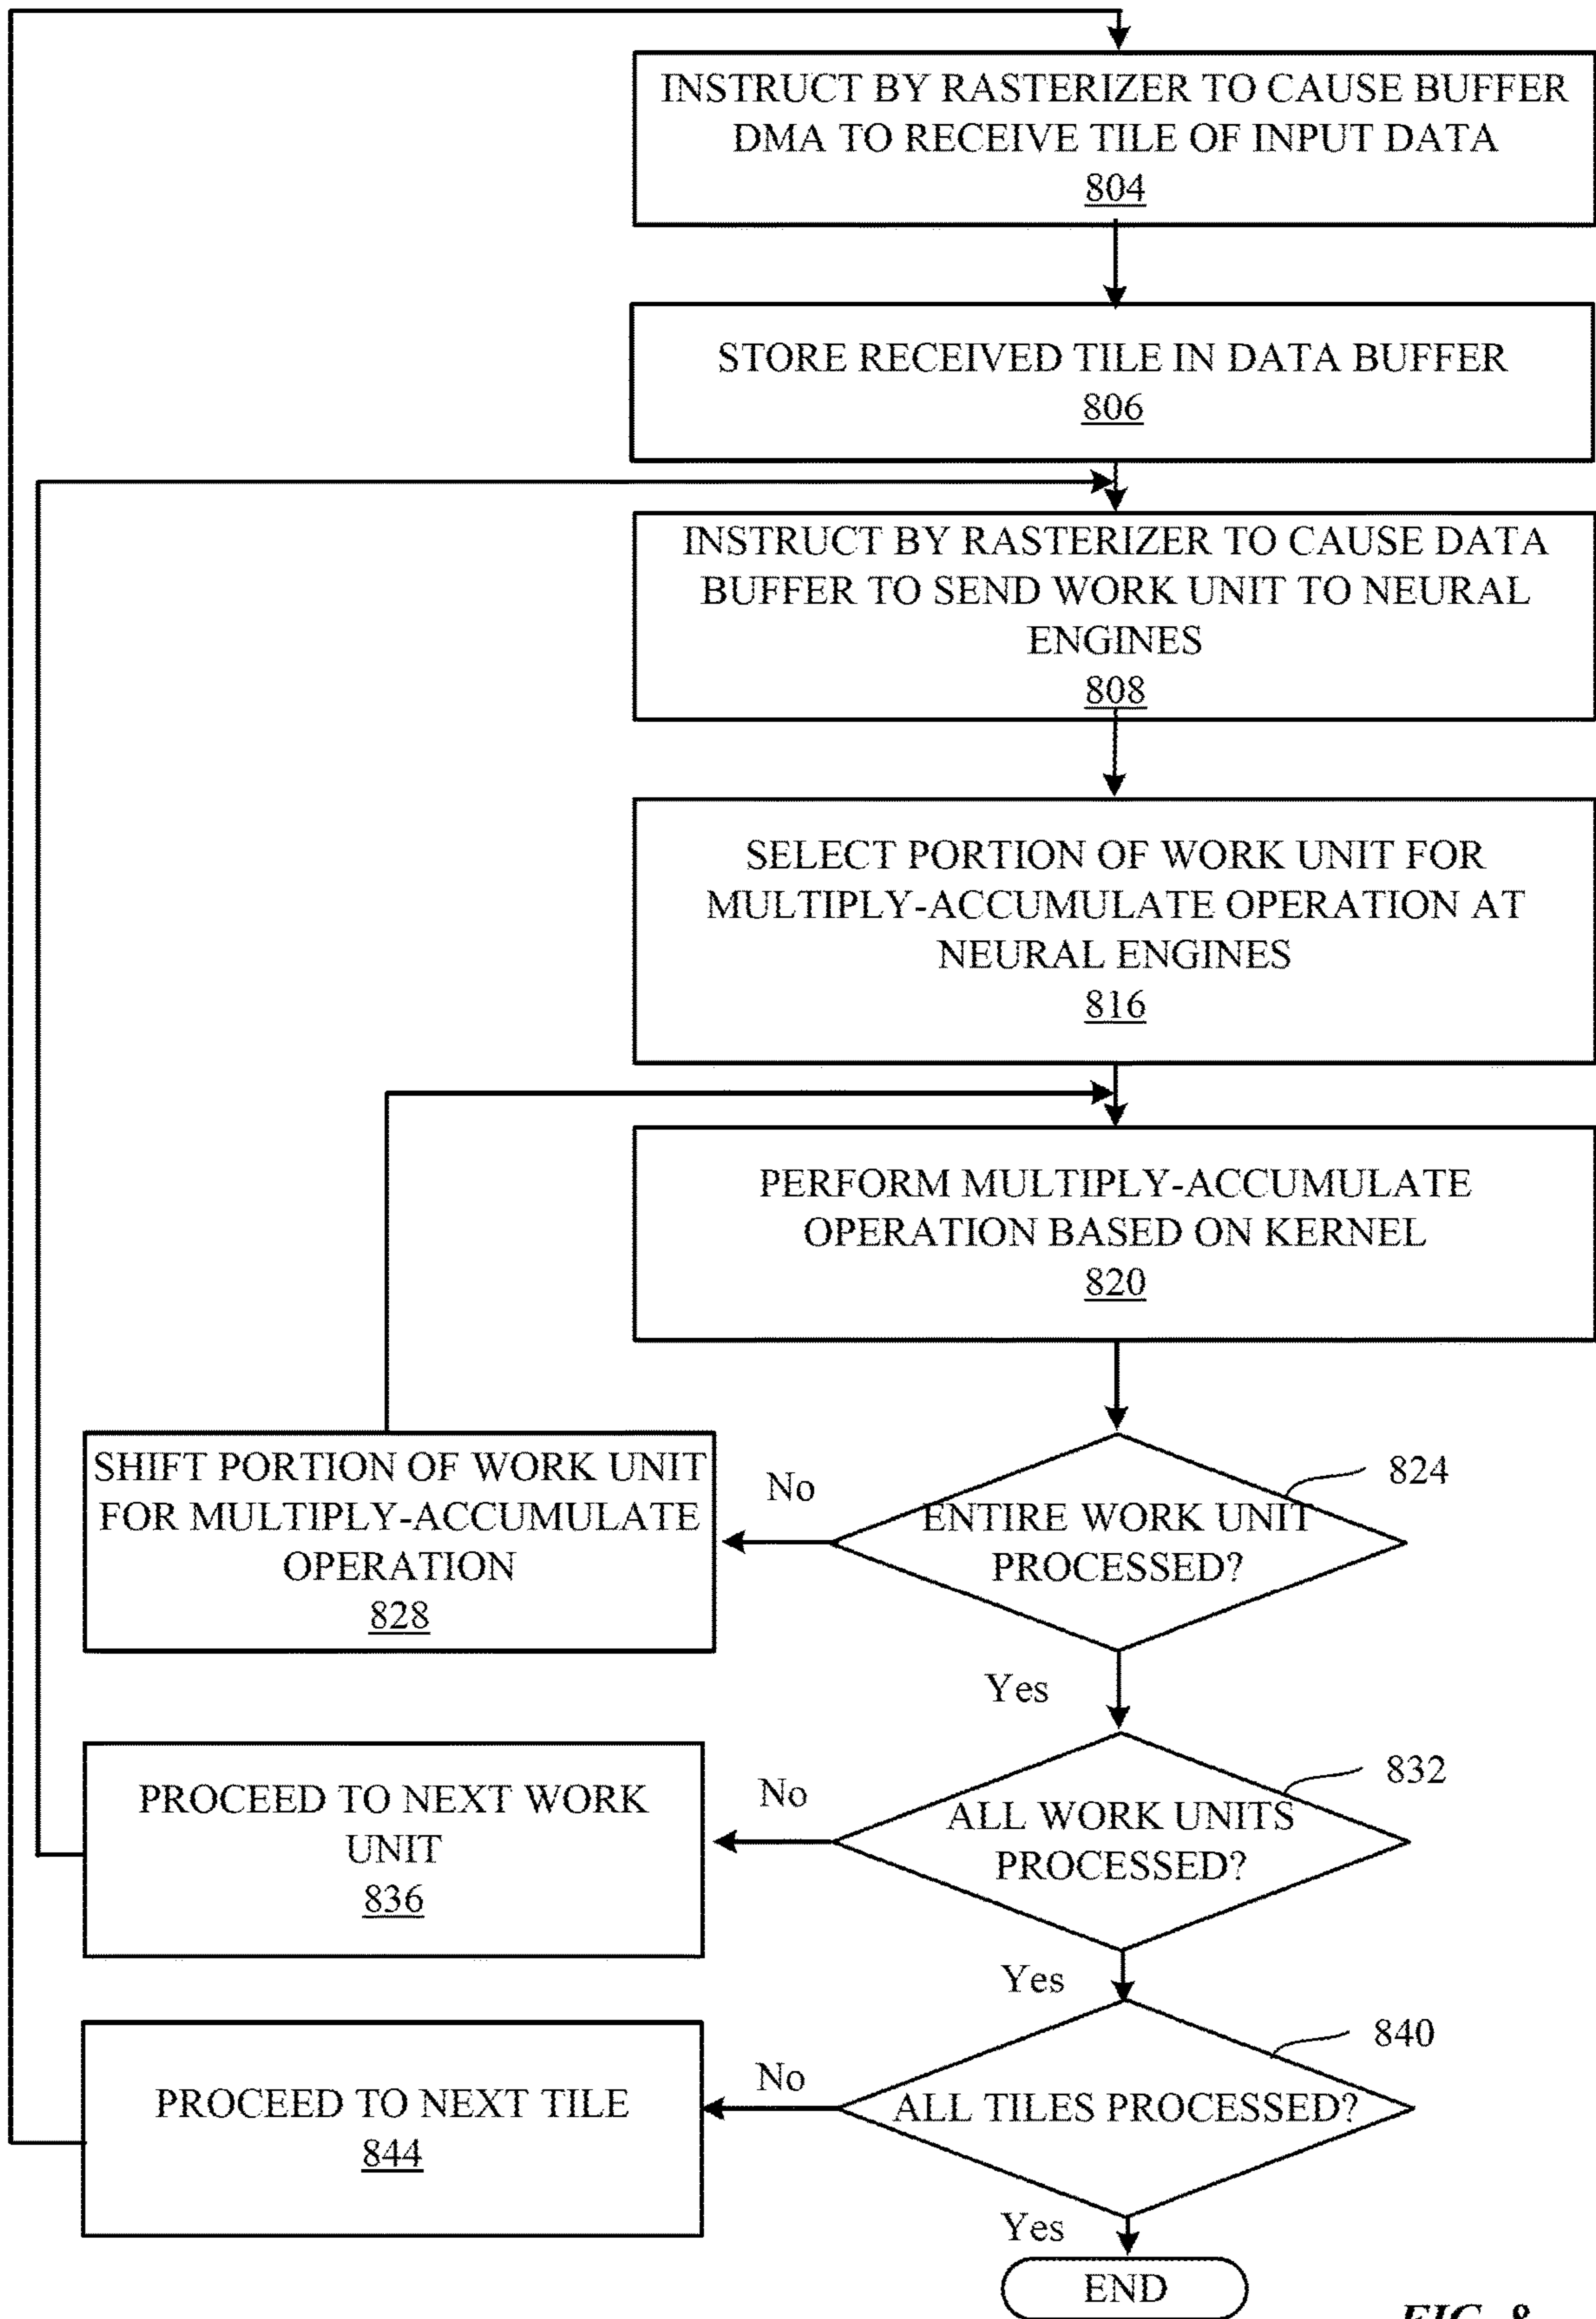 INSTRUCT BY RASTERIZER TO CAUSE BUFFER
DMA TO RECEIVE TILE OF INPUT DATA
804
STORE RECEIVED TILE IN DATA BUFFER
806
INSTRUCT BY RASTERIZER TO CAUSE DATA
BUFFER TO SEND WORK UNIT TO NEURAL
ENGINES
808
SELECT PORTION OF WORK UNIT FOR
MULTIPLY-ACCUMULATE OPERATION AT
NEURAL ENGINES
816
PERFORM MULTIPLY-ACCUMULATE
OPERATION BASED ON KERNEL
820
SHIFT PORTION OF WORK UNIT
FOR MULTIPLY-ACCUMULATE
OPERATION
828
No
ENTIRE WORK UNIT
PROCESSED?
824
Yes
PROCEED TO NEXT WORK
UNIT
836
No
ALL WORK UNITS
PROCESSED?
832
Yes
PROCEED TO NEXT TILE
844
No
ALL TILES PROCESSED?
840
Yes
END
FIG. 8